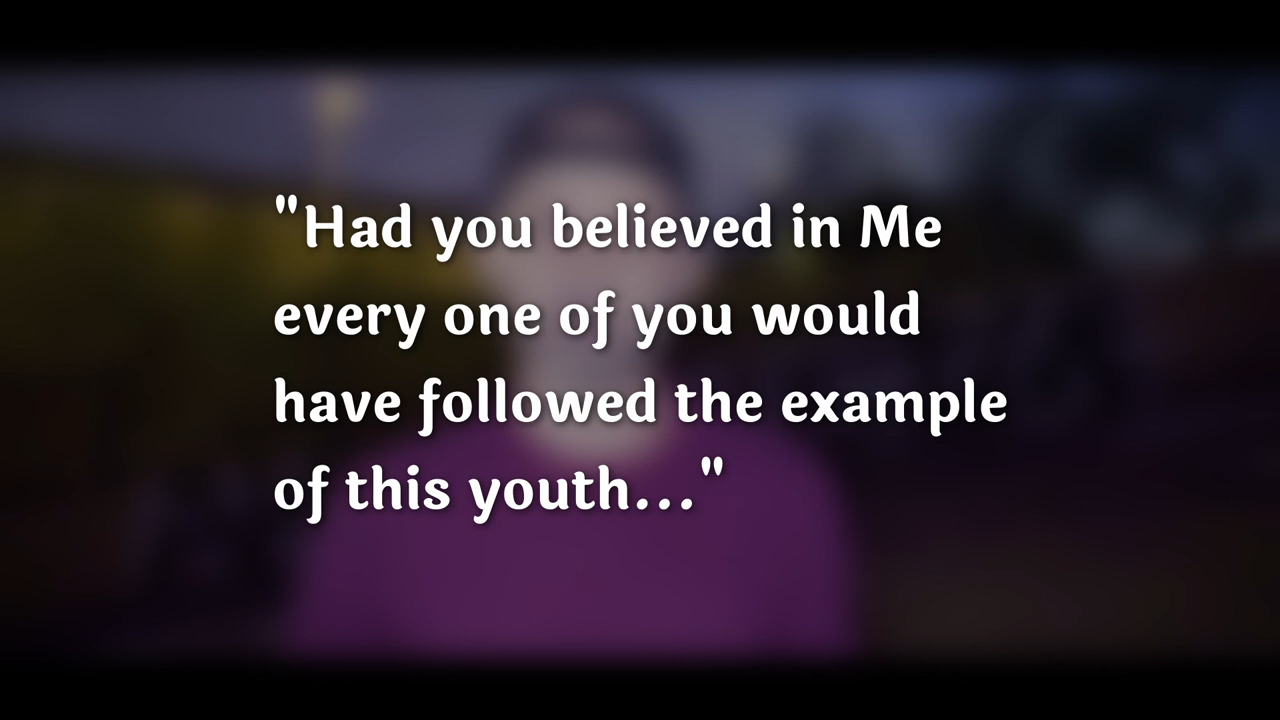 "Had you believed in Me
every one of you would
have followed the example
of this youth..."